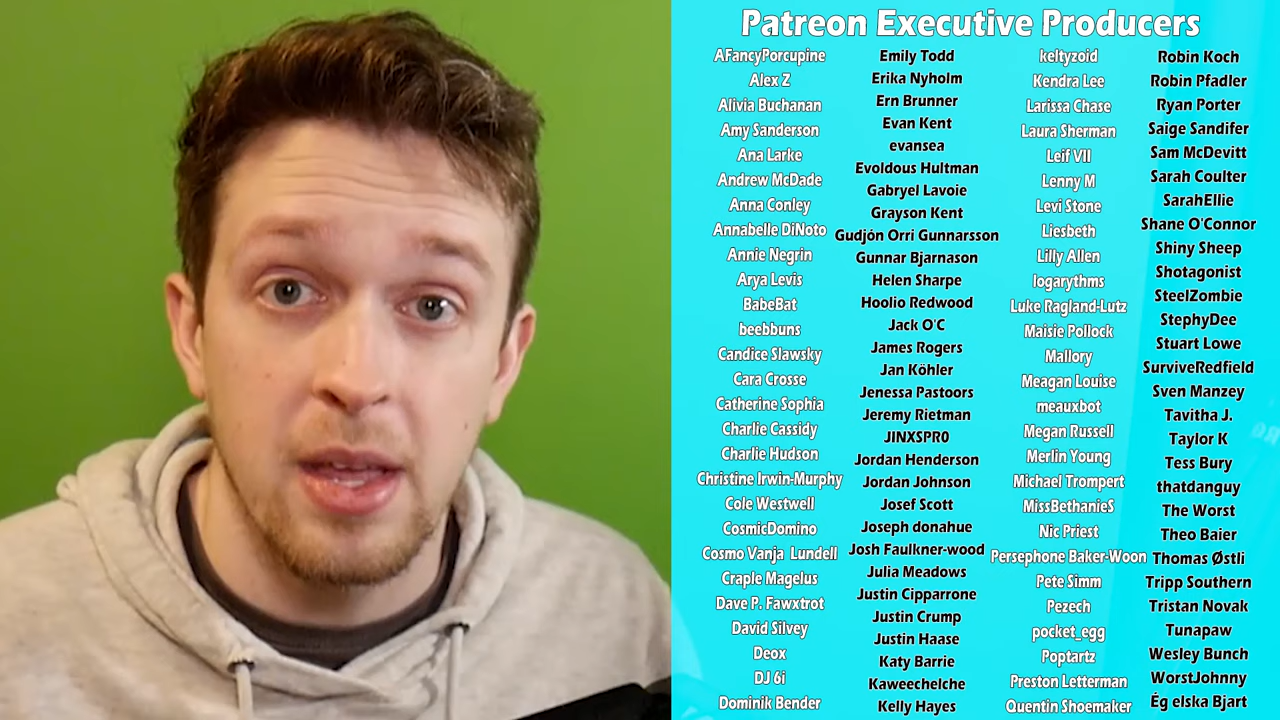 Patreon Executive Producers
AFancyPorcupine
Alex Z
Alivia Buchanan
Amy Sanderson
Ana Larke
Andrew McDade
Anna Conley
Annabelle DiNoto
Annie Negrin
Arya Levis
BabeBat
beebbuns
Candice Slawsky
Cara Crosse
Catherine Sophia
Charlie Cassidy
Charlie Hudson
Christine Irwin-Murphy
Cole Westwell
CosmicDomino
Cosmo Vanja Lundell
Craple Magelus
Dave P. Fawxtrot
David Silvey
Deox
DJ 6i
Dominik Bender
Emily Todd
Erika Nyholm
Ern Brunner
Evan Kent
evansea
Evoldous Hultman
Gabryel Lavoie
Grayson Kent
Gudjón Orri Gunnarsson
Gunnar Bjarnason
Helen Sharpe
Hoolio Redwood
Jack O'C
James Rogers
Jan Köhler
Jenessa Pastoors
Jeremy Rietman
JINXSPR0
Jordan Henderson
Jordan Johnson
Josef Scott
Joseph donahue
Josh Faulkner-wood
Julia Meadows
Justin Cipparrone
Justin Crump
Justin Haase
Katy Barrie
Kaweechelche
Kelly Hayes
keltyzoid
Kendra Lee
Larissa Chase
Laura Sherman
Leif VII
Lenny M
Levi Stone
Liesbeth
Lilly Allen
logarythms
Luke Ragland-Lutz
Maisie Pollock
Mallory
Meagan Louise
meauxbot
Megan Russell
Merlin Young
Michael Trompert
MissBethanieS
Nic Priest
Persephone Baker-Woon
Pete Simm
Pezech
pocket_egg
Poptartz
Preston Letterman
Quentin Shoemaker
Robin Koch
Robin Pfadler
Ryan Porter
Saige Sandifer
Sam McDevitt
Sarah Coulter
SarahEllie
Shane O'Connor
Shiny Sheep
Shotagonist
SteelZombie
StephyDee
Stuart Lowe
SurviveRedfield
Sven Manzey
Tavitha J.
Taylor K
Tess Bury
thatdanguy
The Worst
Theo Baier
Thomas Østli
Tripp Southern
Tristan Novak
Tunapaw
Wesley Bunch
WorstJohnny
Ég elska Bjart